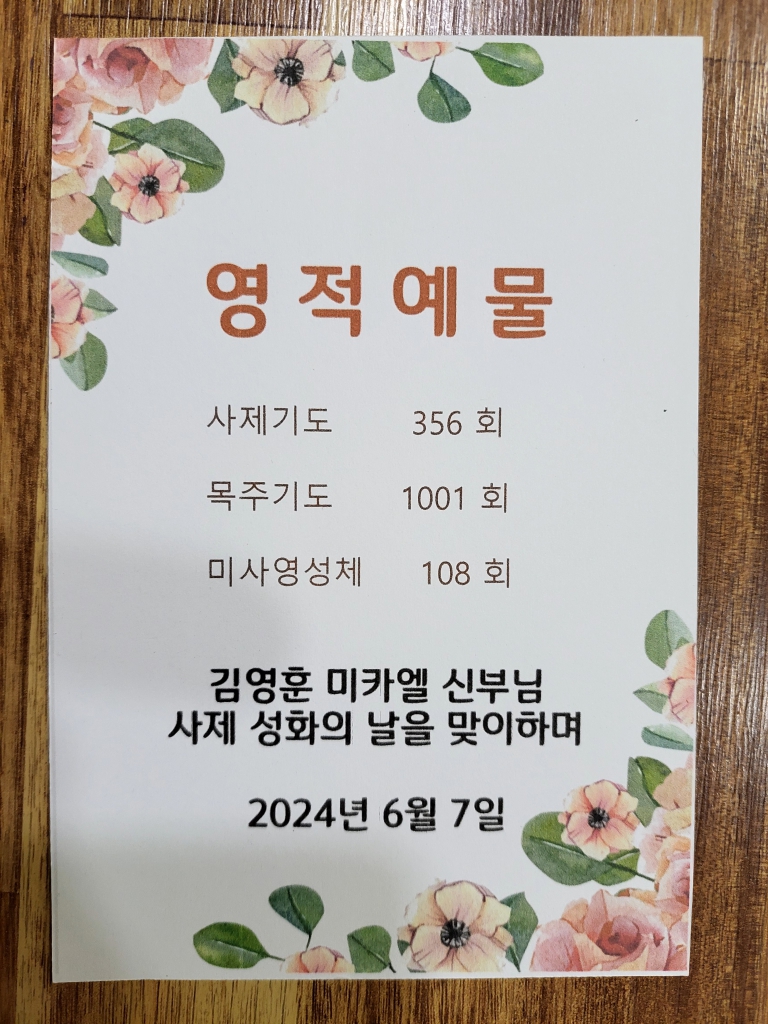 영적예물
사제기도 356 회
목주기도 1001 회
미사영성체 108 회
김영훈 미카엘 신부님
사제 성화의 날을 맞이하며
2024년 6월 7일